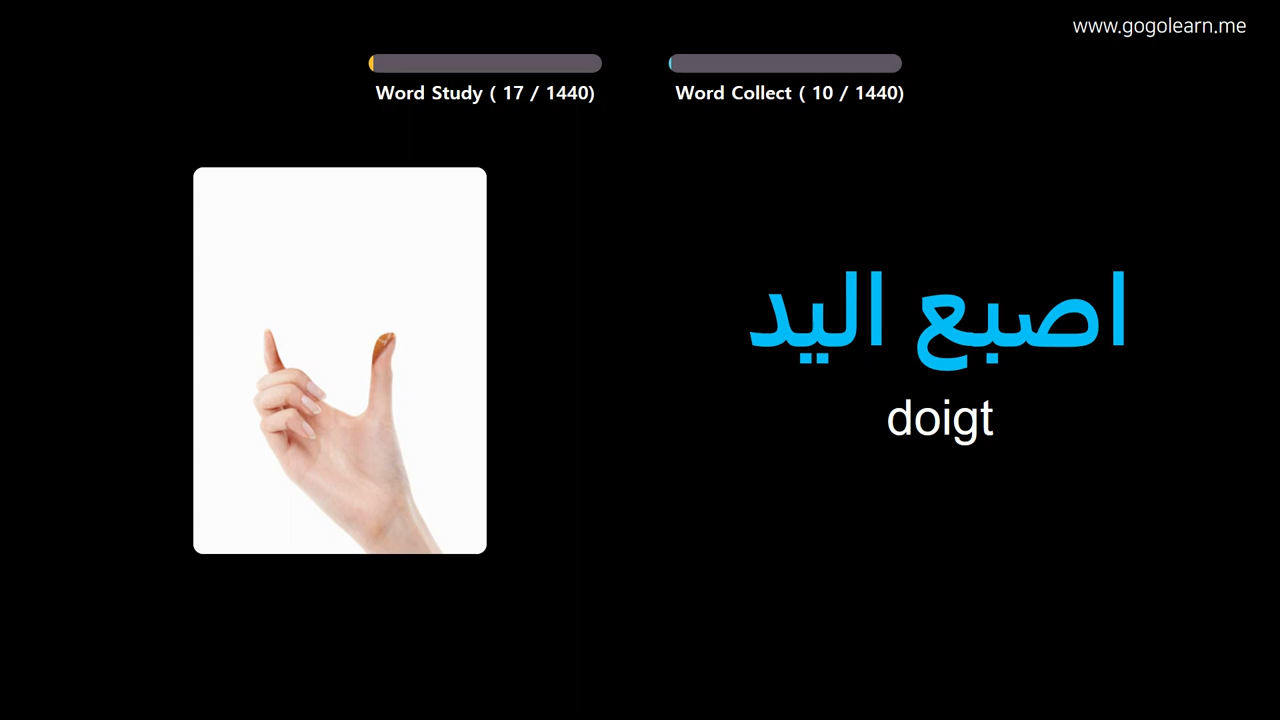 www.gogolearn.me
Word Study ( 17 / 1440)
Word Collect ( 10 / 1440)
اصبع اليد
doigt